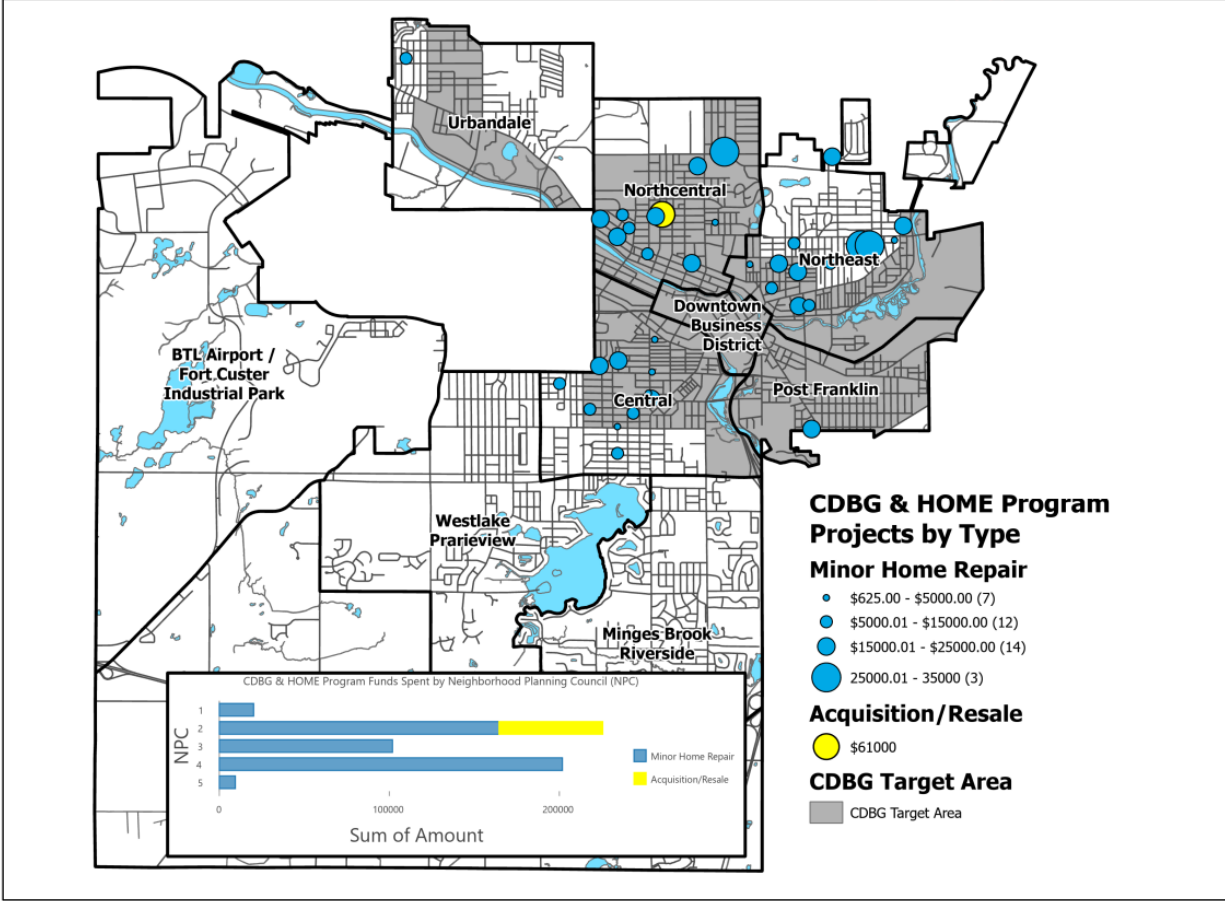 Urbandale
Northcentral
Northeast
Downtown
Business
District
BTL Airport /
Fort Custer
Industrial Park
Central
Post Franklin
Westlake
Prarieview
Minges Brook
Riverside
CDBG & HOME Program
Projects by Type
Minor Home Repair
$625.00 - $5000.00 (7)
$5000.01 - $15000.00 (12)
$15000.01 - $25000.00 (14)
25000.01 - 35000 (3)
Acquisition/Resale
$61000
CDBG Target Area
CDBG Target Area
CDBG & HOME Program Funds Spent by Neighborhood Planning Council (NPC)
NPC
1
2
3
4
5
0
100000
200000
Sum of Amount
Minor Home Repair
Acquisition/Resale